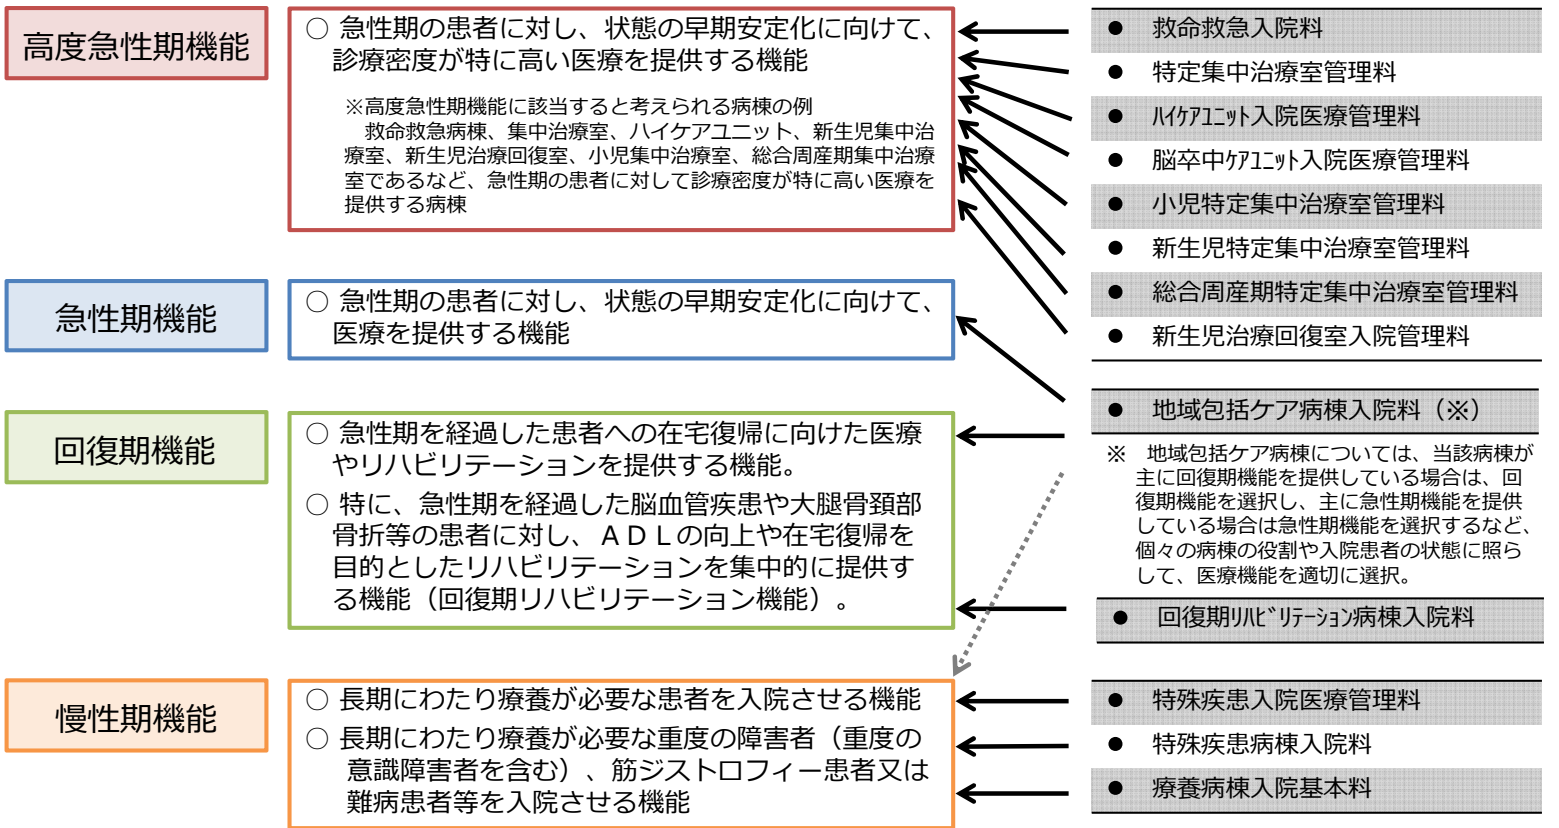 高度急性期機能
○ 急性期の患者に対し、状態の早期安定化に向けて、
診療密度が特に高い医療を提供する機能
※高度急性期機能に該当すると考えられる病棟の例
救命救急病棟、集中治療室、ハイケアユニット、新生児集中治
療室、新生児治療回復室、小児集中治療室、総合周産期集中治療
室であるなど、急性期の患者に対して診療密度が特に高い医療を
提供する病棟
● 救命救急入院料
● 特定集中治療室管理料
● ﾊｲｹｱﾕﾆｯﾄ入院医療管理料
● 脳卒中ｹｱﾕﾆｯﾄ入院医療管理料
● 小児特定集中治療室管理料
● 新生児特定集中治療室管理料
● 総合周産期特定集中治療室管理料
● 新生児治療回復室入院管理料
急性期機能
○ 急性期の患者に対し、状態の早期安定化に向けて、
医療を提供する機能
回復期機能
○ 急性期を経過した患者への在宅復帰に向けた医療
やリハビリテーションを提供する機能。
○ 特に、急性期を経過した脳血管疾患や大腿骨頚部
骨折等の患者に対し、ＡＤＬの向上や在宅復帰を
目的としたリハビリテーションを集中的に提供す
る機能（回復期リハビリテーション機能）。
● 地域包括ケア病棟入院料（※）
※ 地域包括ケア病棟については、当該病棟が
主に回復期機能を提供している場合は、回
復期機能を選択し、主に急性期機能を提供
している場合は急性期機能を選択するなど、
個々の病棟の役割や入院患者の状態に照ら
して、医療機能を適切に選択。
● 回復期ﾘﾊﾋﾞﾘﾃｰｼｮﾝ病棟入院料
慢性期機能
○ 長期にわたり療養が必要な患者を入院させる機能
○ 長期にわたり療養が必要な重度の障害者（重度の
意識障害者を含む）、筋ジストロフィー患者又は
難病患者等を入院させる機能
● 特殊疾患入院医療管理料
● 特殊疾患病棟入院料
● 療養病棟入院基本料